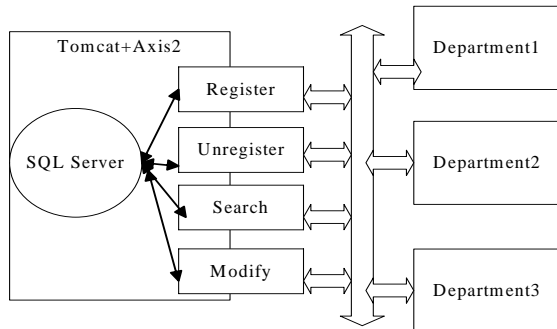 Tomcat+Axis2
Register
Unregister
SQL Server
Search
Modify
Department1
Department2
Department3